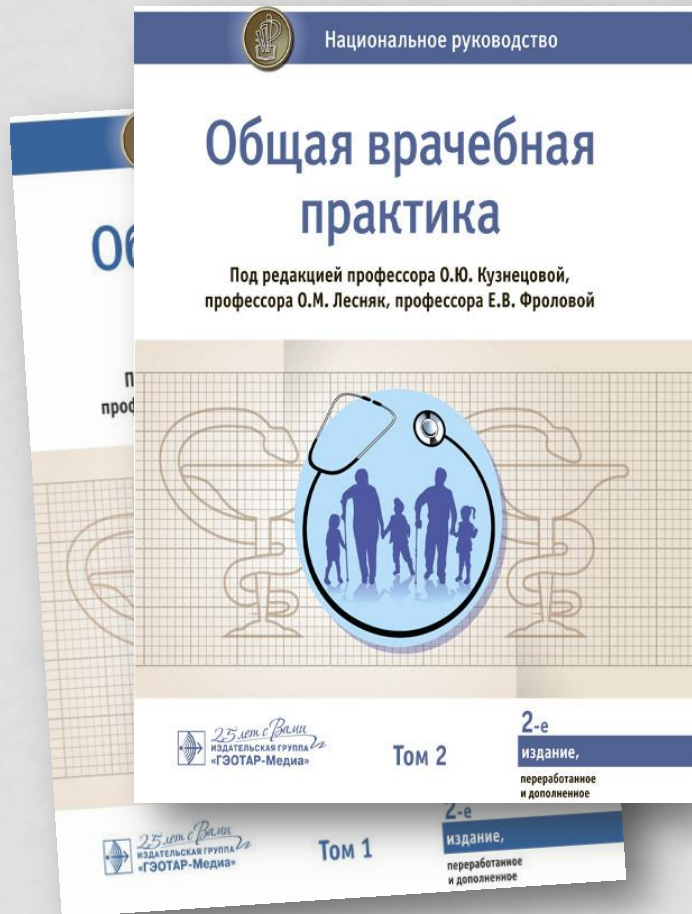 Национальное руководство
Общая врачебная
практика
Под редакцией профессора О.Ю. Кузнецовой,
профессора О.М. Лесняк, профессора Е.В. Фроловой
25 лет с Вами
ИЗДАТЕЛЬСКАЯ ГРУППА
«ГЭОТАР-Медиа»
Том 2
2-е
издание,
переработанное
и дополненное
25 лет с Вами
ИЗДАТЕЛЬСКАЯ ГРУППА
«ГЭОТАР-Медиа»
Том 1
2-е
издание,
переработанное
и дополненное